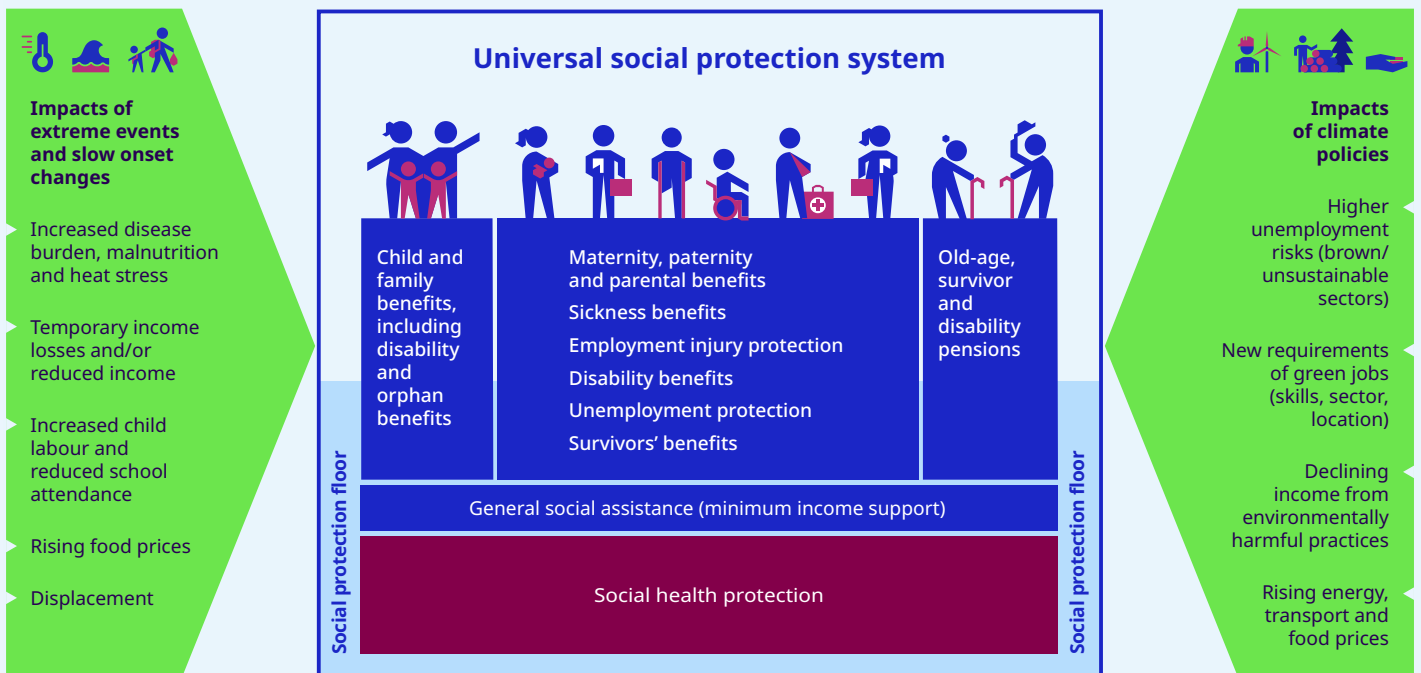 Impacts of
extreme events
and slow onset
changes
Increased disease
burden, malnutrition
and heat stress
Temporary income
losses and/or
reduced income
Increased child
labour and
reduced school
attendance
Rising food prices
Displacement
Universal social protection system
Child and
family
benefits,
including
disability
and
orphan
benefits
Maternity, paternity
and parental benefits
Sickness benefits
Employment injury protection
Disability benefits
Unemployment protection
Survivors’ benefits
Old-age,
survivor
and
disability
pensions
Social protection floor
General social assistance (minimum income support)
Social health protection
Social protection floor
Impacts
of climate
policies
Higher
unemployment
risks (brown/
unsustainable
sectors)
New requirements
of green jobs
(skills, sector,
location)
Declining
income from
environmentally
harmful practices
Rising energy,
transport and
food prices